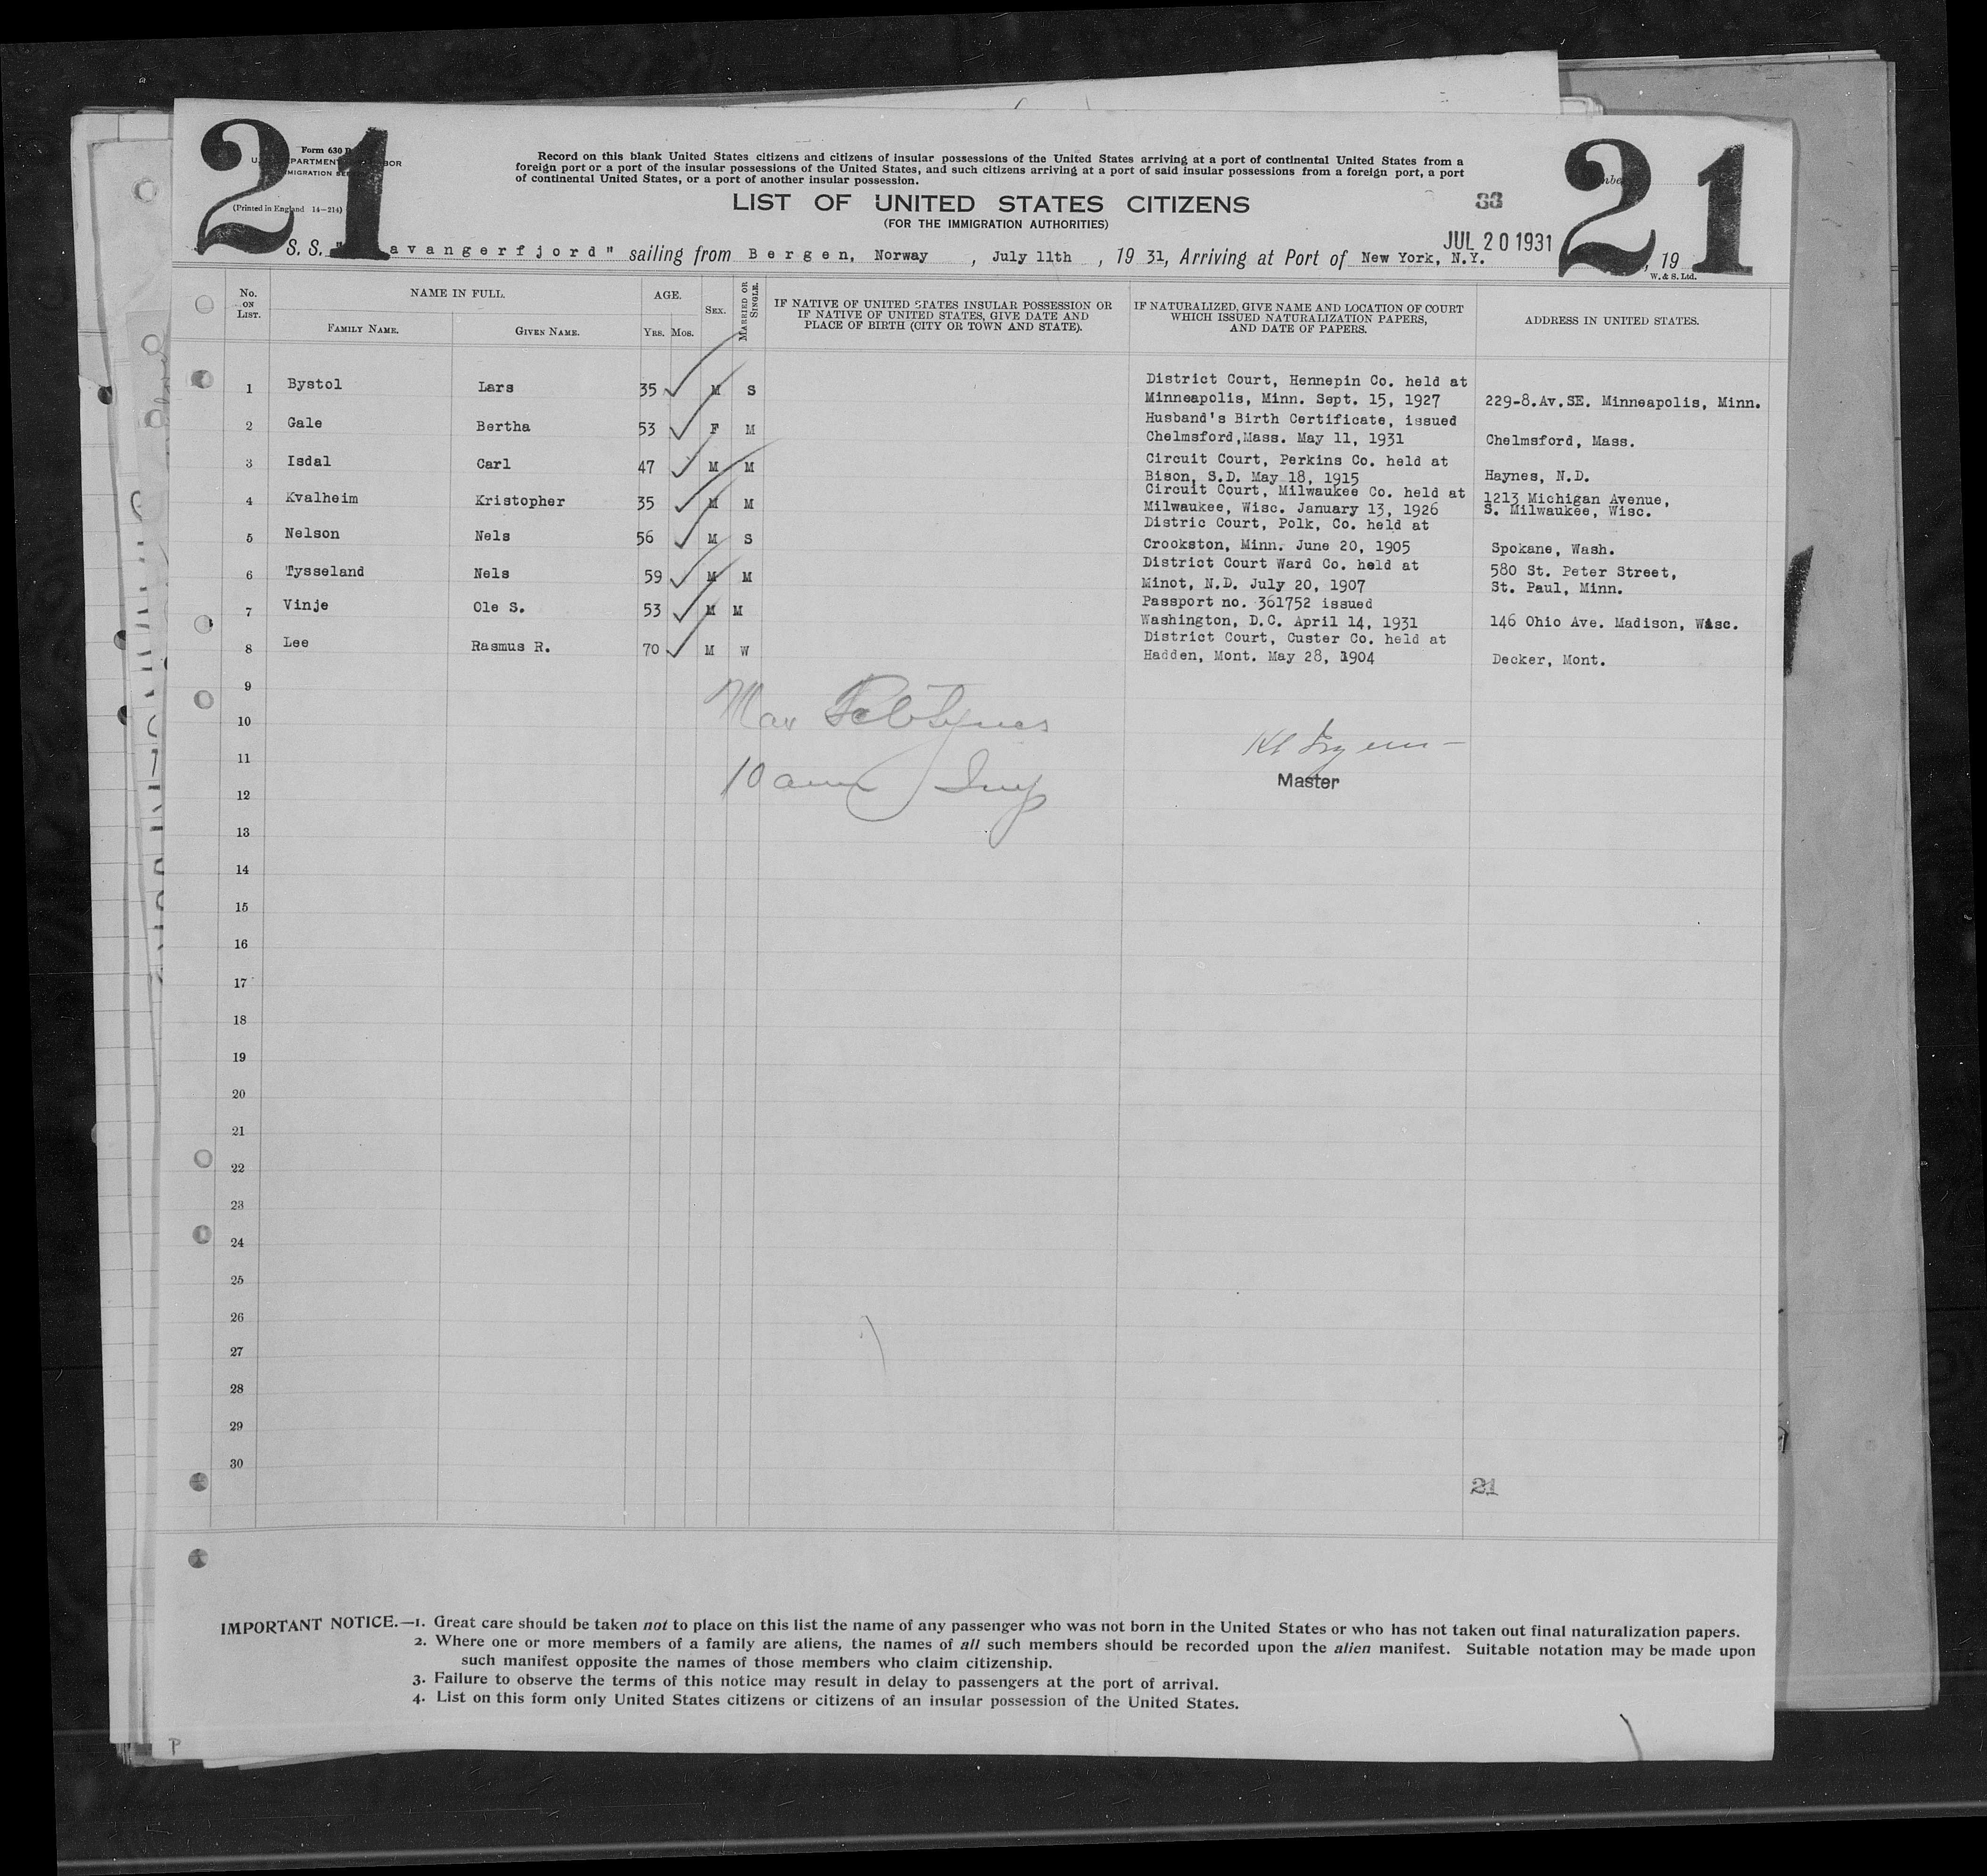 21
21
Form 630
(Printed in England 14-214)
Record on this blank United States citizens and citizens of insular possessions of the United States arriving at a port of continental United States from a
foreign port or a port of the insular possessions of the United States, and such citizens arriving at a port of said insular possessions from a foreign port, a port
of continental United States, or a port of another insular possession.
LIST OF UNITED STATES CITIZENS
(FOR THE IMMIGRATION AUTHORITIES)
JUL 20 1931
S. S. avangerfjord" sailing from Bergen, Norway , July 11th , 19 31, Arriving at Port of New York, N.Y. , 19
W. & S. Ltd.
No. ON LIST.
NAME IN FULL.
FAMILY NAME.
GIVEN NAME.
AGE.
YRS. MOS.
SEX.
MARRIED OR SINGLE.
IF NATIVE OF UNITED STATES INSULAR POSSESSION OR
IF NATIVE OF UNITED STATES, GIVE DATE AND
PLACE OF BIRTH (CITY OR TOWN AND STATE).
IF NATURALIZED, GIVE NAME AND LOCATION OF COURT
WHICH ISSUED NATURALIZATION PAPERS,
AND DATE OF PAPERS.
ADDRESS IN UNITED STATES.
1 Bystol Lars 35 M S District Court, Hennepin Co. held at
Minneapolis, Minn. Sept. 15, 1927 229-8.Av.SE. Minneapolis, Minn.
2 Gale Bertha 53 F M Husband's Birth Certificate, issued
Chelmsford,Mass. May 11, 1931 Chelmsford, Mass.
3 Isdal Carl 47 M M Circuit Court, Perkins Co. held at
Bison, S.D. May 18, 1915 Haynes, N.D.
4 Kvalheim Kristopher 35 M M Circuit Court, Milwaukee Co. held at 1213 Michigan Avenue,
Milwaukee, Wisc. January 13, 1926 S. Milwaukee, Wisc.
5 Nelson Nels 56 M S Distric Court, Polk, Co. held at
Crookston, Minn. June 20, 1905 Spokane, Wash.
6 Tysseland Nels 59 M M District Court Ward Co. held at 580 St. Peter Street,
Minot, N.D. July 20, 1907 St. Paul, Minn.
7 Vinje Ole S. 53 M M Passport no. 361752 issued
Washington, D.C. April 14, 1931 146 Ohio Ave. Madison, Wisc.
8 Lee Rasmus R. 70 M W District Court, Custer Co. held at
Hadden, Mont. May 28, 1904 Decker, Mont.
9
10
11
Master
12
13
14
15
16
17
18
19
20
21
22
23
24
25
26
27
28
29
30
21
IMPORTANT NOTICE.—1. Great care should be taken not to place on this list the name of any passenger who was not born in the United States or who has not taken out final naturalization papers.
2. Where one or more members of a family are aliens, the names of all such members should be recorded upon the alien manifest. Suitable notation may be made upon
such manifest opposite the names of those members who claim citizenship.
3. Failure to observe the terms of this notice may result in delay to passengers at the port of arrival.
4. List on this form only United States citizens or citizens of an insular possession of the United States.
P